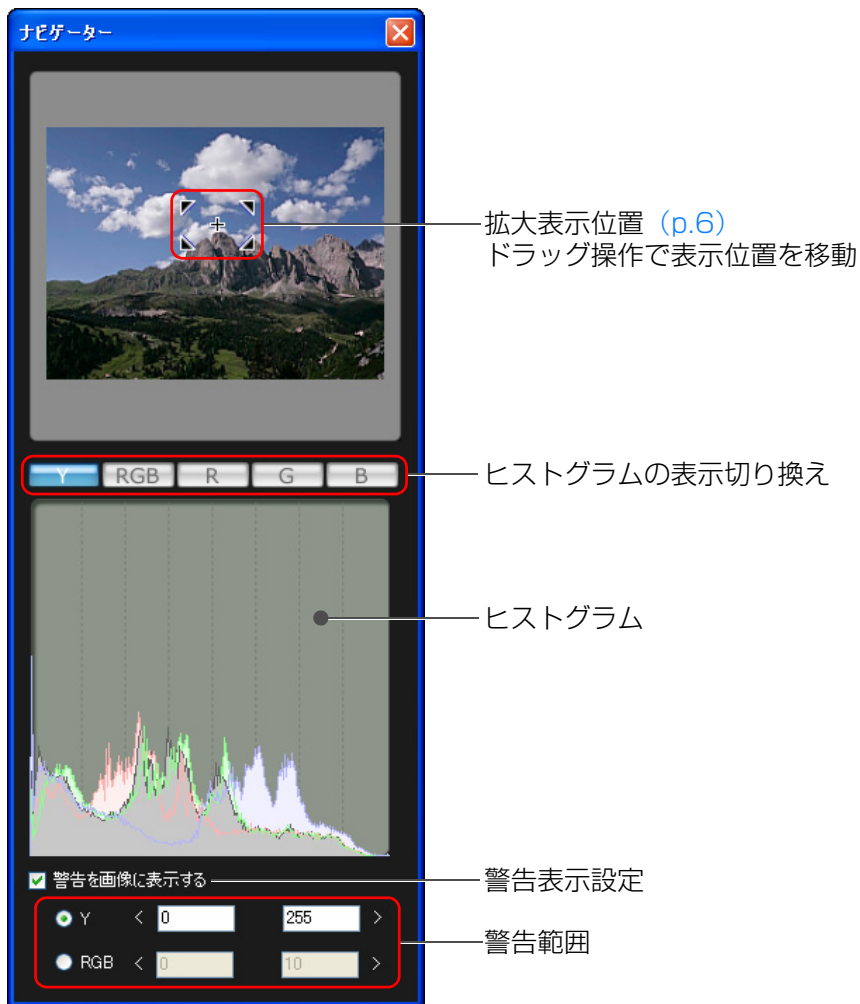 ナビゲーター
拡大表示位置（p.6）
ドラッグ操作で表示位置を移動
Y RGB R G B
ヒストグラムの表示切り換え
ヒストグラム
警告を画像に表示する
警告表示設定
Y < 0 255 >
警告範囲
RGB < 0 10 >